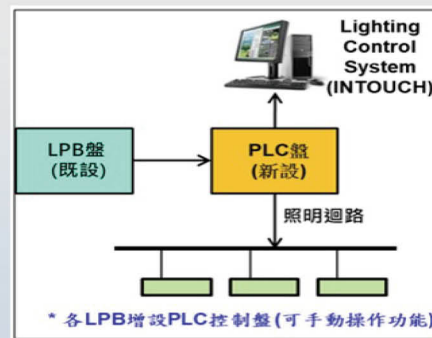 Lighting
Control
System
(INTOUCH)
LPB盤
(既設)
PLC盤
(新設)
照明迴路
* 各LPB增設PLC控制盤(可手動操作功能)